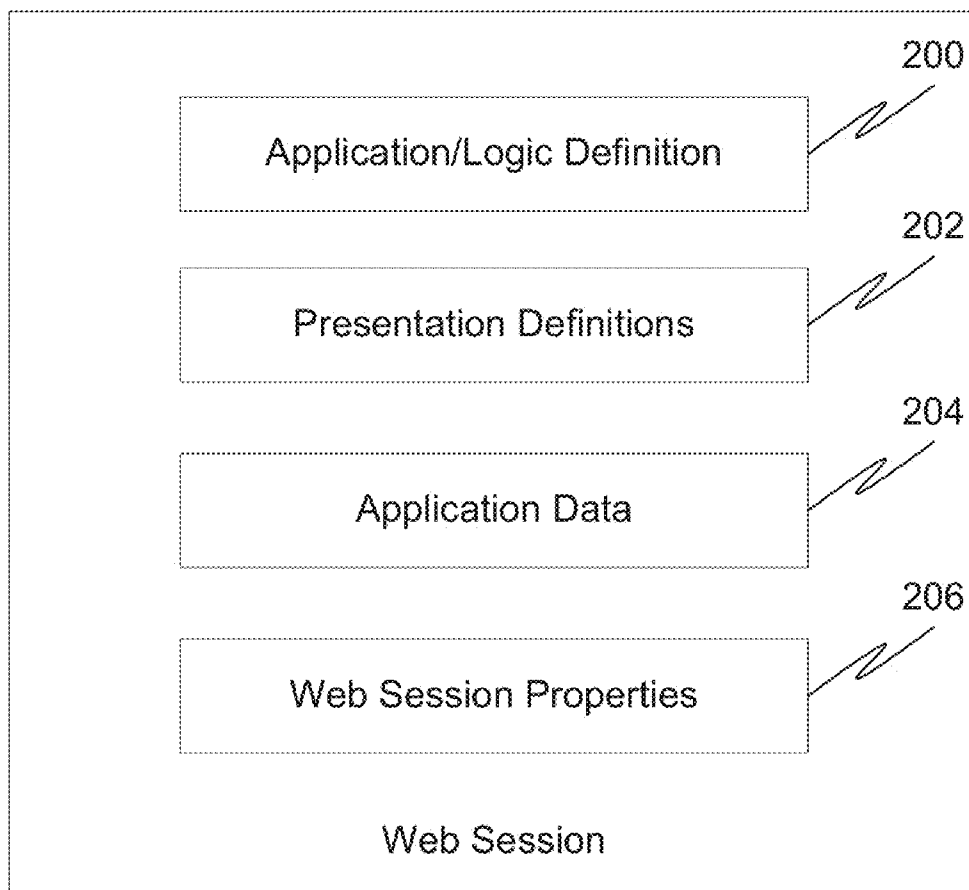 200
Application/Logic Definition
202
Presentation Definitions
204
Application Data
206
Web Session Properties
Web Session